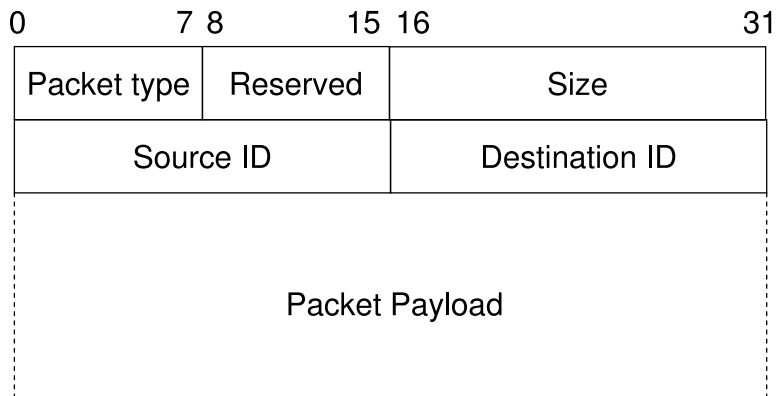 0 7 8 15 16 31
Packet type Reserved Size
Source ID Destination ID
Packet Payload